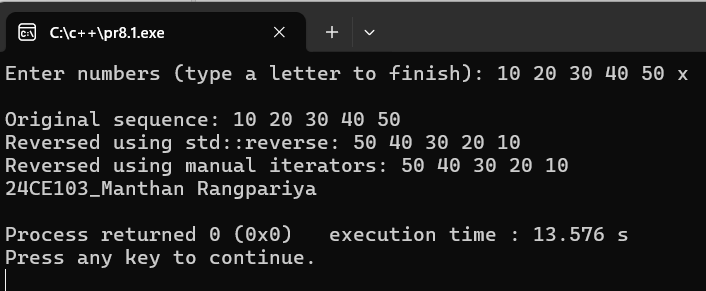 C:\c++\pr8.1.exe
Enter numbers (type a letter to finish): 10 20 30 40 50 x
Original sequence: 10 20 30 40 50
Reversed using std::reverse: 50 40 30 20 10
Reversed using manual iterators: 50 40 30 20 10
24CE103_Manthan Rangpariya
Process returned 0 (0x0)   execution time : 13.576 s
Press any key to continue.